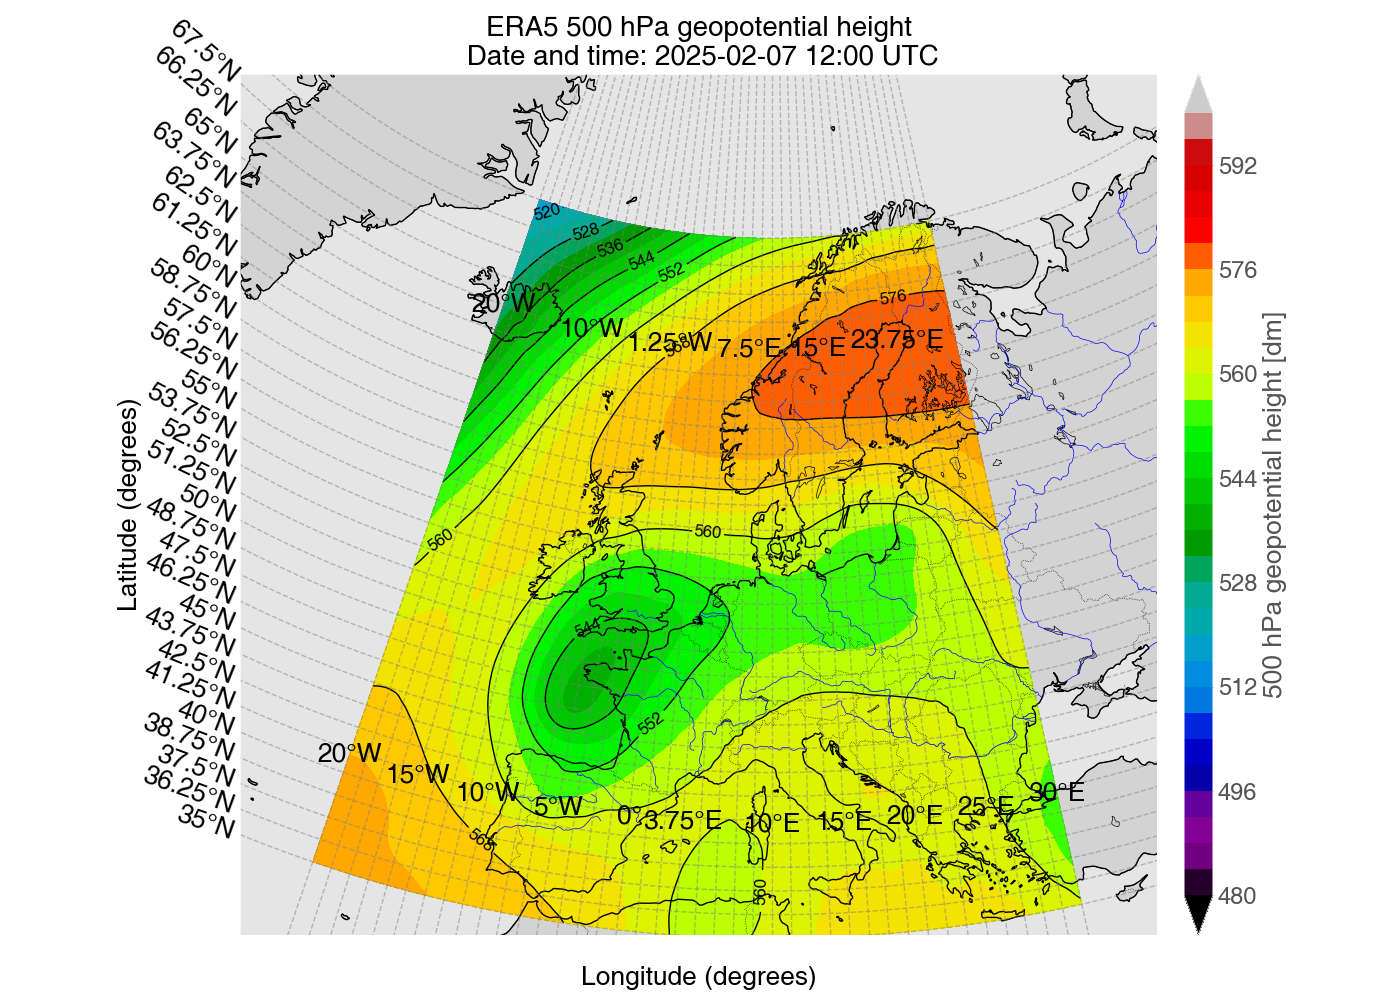 ERA5 500 hPa geopotential height
Date and time: 2025-02-07 12:00 UTC
67.5°N
66.25°N
65°N
63.75°N
62.5°N
61.25°N
60°N
58.75°N
57.5°N
56.25°N
55°N
53.75°N
52.5°N
51.25°N
50°N
48.75°N
47.5°N
46.25°N
45°N
43.75°N
42.5°N
41.25°N
40°N
38.75°N
37.5°N
36.25°N
35°N
Latitude (degrees)
520
528
536
544
552
576
20°W
10°W
1.25°W
7.5°E
15°E
23.75°E
568
560
560
544
552
20°W
15°W
10°W
5°W
0°
3.75°E
10°E
15°E
20°E
25°E
30°E
568
560
Longitude (degrees)
592
576
560
544
528
512
496
480
500 hPa geopotential height [dm]